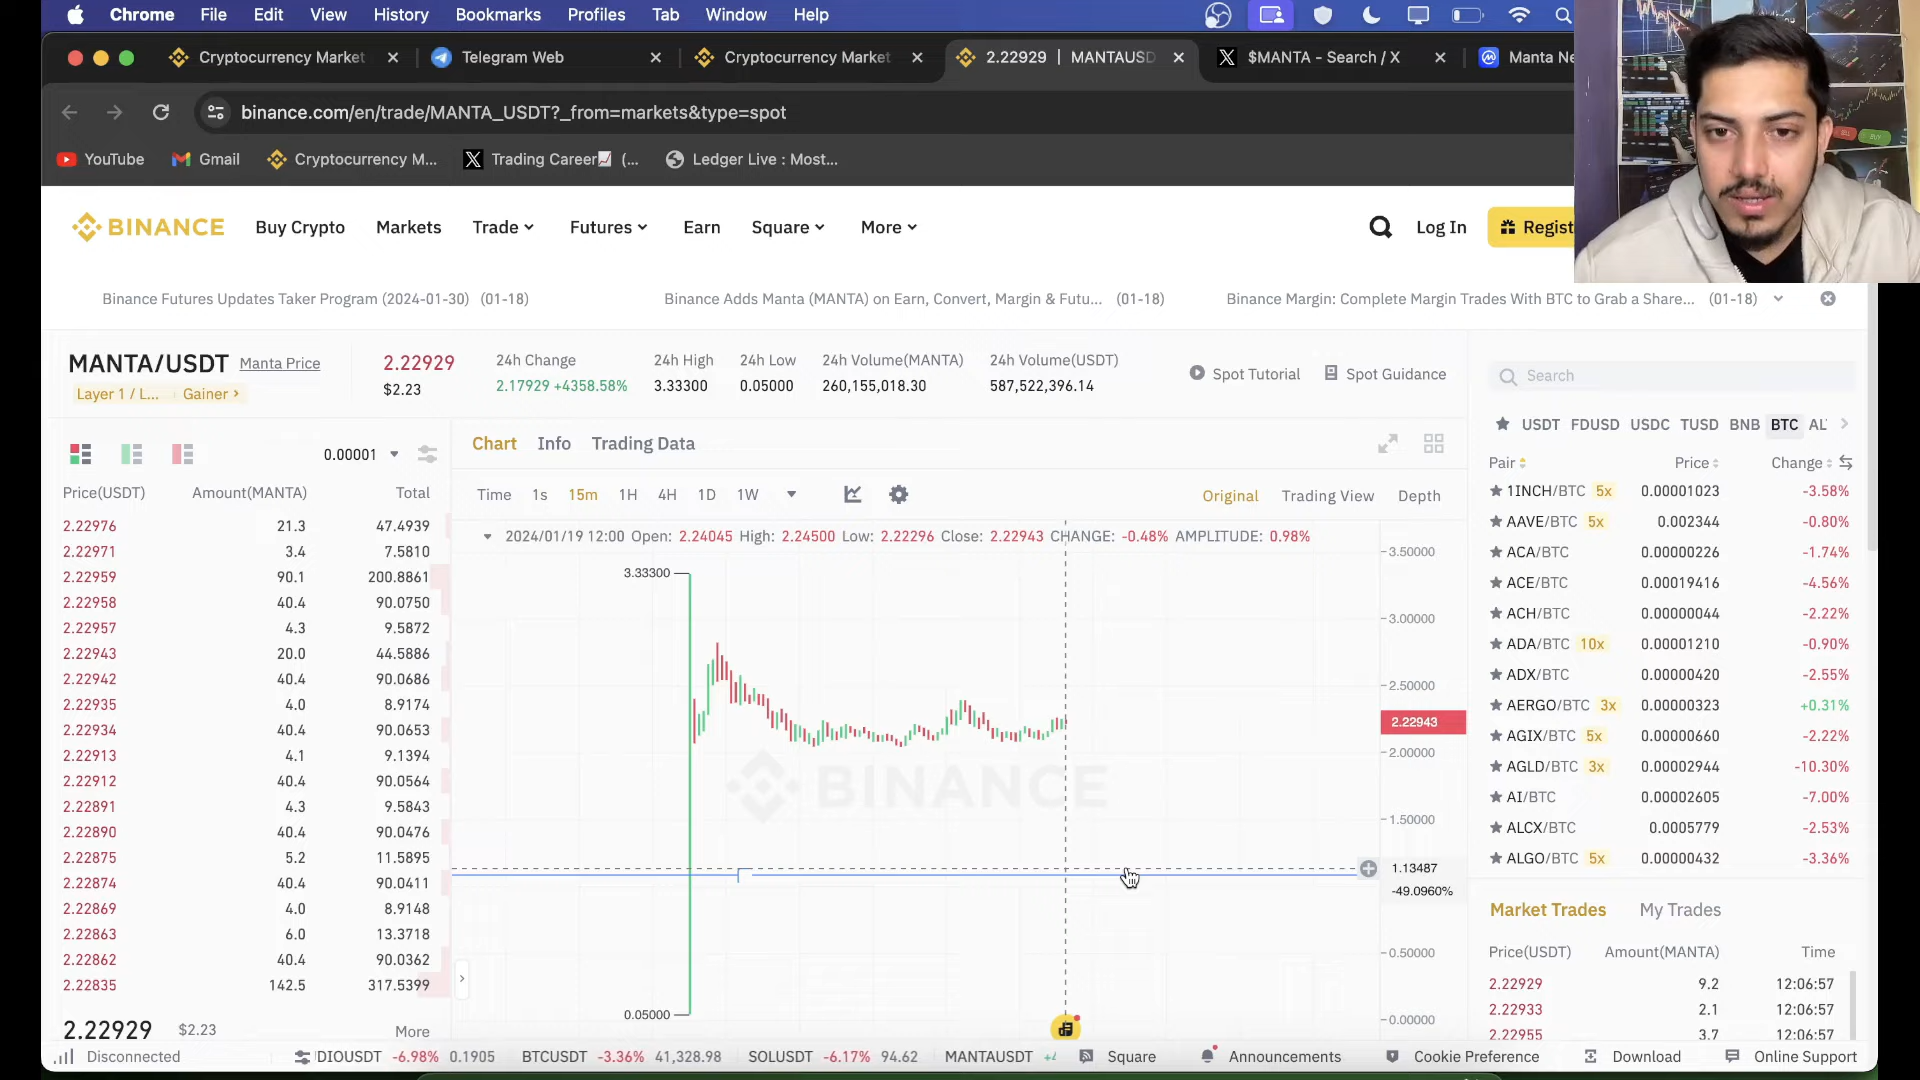 Chrome File Edit View History Bookmarks Profiles Tab Window Help
Cryptocurrency Market Telegram Web Cryptocurrency Market 2.22929 | MANTAUSD $MANTA - Search / X Manta Ne
binance.com/en/trade/MANTA_USDT?_from=markets&type=spot
YouTube Gmail Cryptocurrency M... Trading Career (... Ledger Live : Most...
BINANCE Buy Crypto Markets Trade Futures Earn Square More Log In Regist
Binance Futures Updates Taker Program (2024-01-30) (01-18) Binance Adds Manta (MANTA) on Earn, Convert, Margin & Futu... (01-18) Binance Margin: Complete Margin Trades With BTC to Grab a Share... (01-18)
MANTA/USDT Manta Price 2.22929 24h Change 24h High 24h Low 24h Volume(MANTA) 24h Volume(USDT)
$2.23 2.17929 +4358.58% 3.33300 0.05000 260,155,018.30 587,522,396.14
Layer 1 / L... Gainer
Spot Tutorial Spot Guidance
Search
USDT FDUSD USDC TUSD BNB BTC AL
Chart Info Trading Data
0.00001
Price(USDT) Amount(MANTA) Total
2.22976 21.3 47.4939
2.22971 3.4 7.5810
2.22959 90.1 200.8861
2.22958 40.4 90.0750
2.22957 4.3 9.5872
2.22943 20.0 44.5886
2.22942 40.4 90.0686
2.22935 4.0 8.9174
2.22934 40.4 90.0653
2.22913 4.1 9.1394
2.22912 40.4 90.0564
2.22891 4.3 9.5843
2.22890 40.4 90.0476
2.22875 5.2 11.5895
2.22874 40.4 90.0411
2.22869 4.0 8.9148
2.22863 6.0 13.3718
2.22862 40.4 90.0362
2.22835 142.5 317.5399
2.22929 $2.23 More
Time 1s 15m 1H 4H 1D 1W Original Trading View Depth
2024/01/19 12:00 Open: 2.24045 High: 2.24500 Low: 2.22296 Close: 2.22943 CHANGE: -0.48% AMPLITUDE: 0.98%
3.33300
3.50000
3.00000
2.50000
2.22943
2.00000
BINANCE
1.50000
1.13487
-49.0960%
0.50000
0.05000
0.00000
Pair Price Change
1INCH/BTC 5x 0.00001023 -3.58%
AAVE/BTC 5x 0.002344 -0.80%
ACA/BTC 0.00000226 -1.74%
ACE/BTC 0.00019416 -4.56%
ACH/BTC 0.00000044 -2.22%
ADA/BTC 10x 0.00001210 -0.90%
ADX/BTC 0.00000420 -2.55%
AERGO/BTC 3x 0.00000323 +0.31%
AGIX/BTC 5x 0.00000660 -2.22%
AGLD/BTC 3x 0.00002944 -10.30%
AI/BTC 0.00002605 -7.00%
ALCX/BTC 0.0005779 -2.53%
ALGO/BTC 5x 0.00000432 -3.36%
Market Trades My Trades
Price(USDT) Amount(MANTA) Time
2.22929 9.2 12:06:57
2.22933 2.1 12:06:57
2.22955 3.7 12:06:57
Disconnected DIOUSDT -6.98% 0.1905 BTCUSDT -3.36% 41,328.98 SOLUSDT -6.17% 94.62 MANTAUSDT Square Announcements Cookie Preference Download Online Support